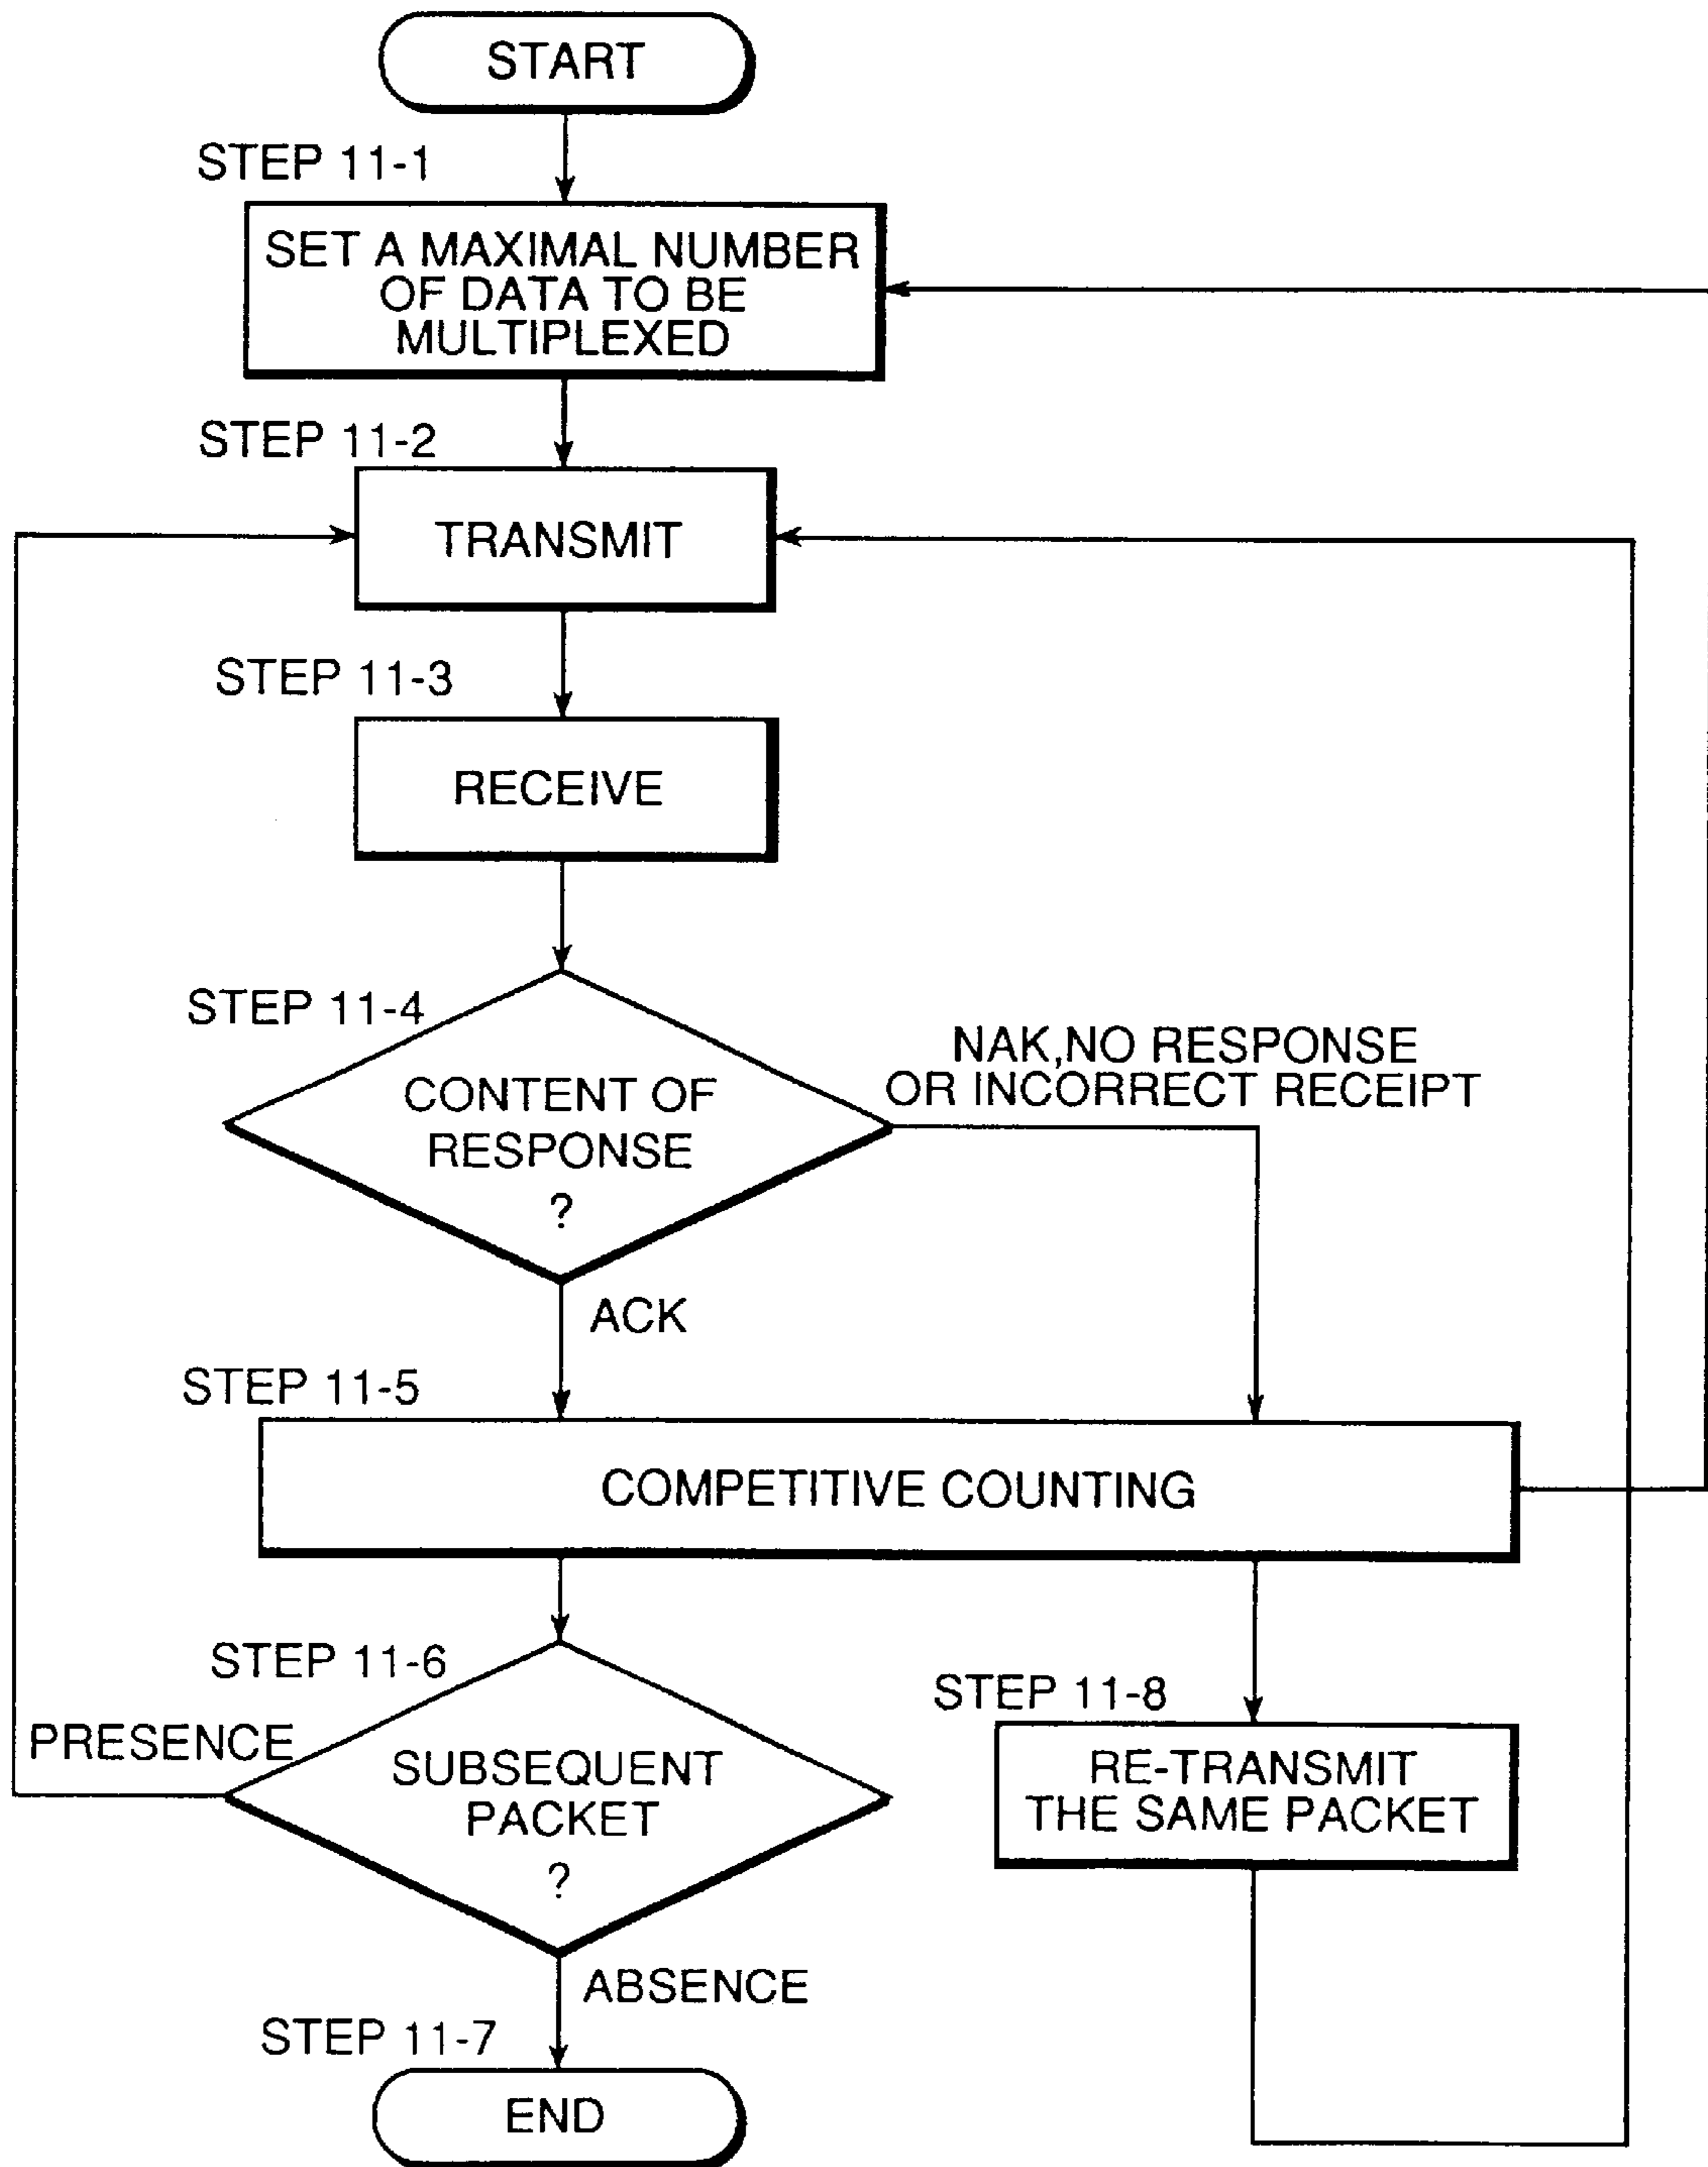 START
STEP 11-1
SET A MAXIMAL NUMBER
OF DATA TO BE
MULTIPLEXED
STEP 11-2
TRANSMIT
STEP 11-3
RECEIVE
STEP 11-4
CONTENT OF
RESPONSE
?
NAK,NO RESPONSE
OR INCORRECT RECEIPT
ACK
STEP 11-5
COMPETITIVE COUNTING
STEP 11-6
PRESENCE
SUBSEQUENT
PACKET
?
STEP 11-8
RE-TRANSMIT
THE SAME PACKET
ABSENCE
STEP 11-7
END